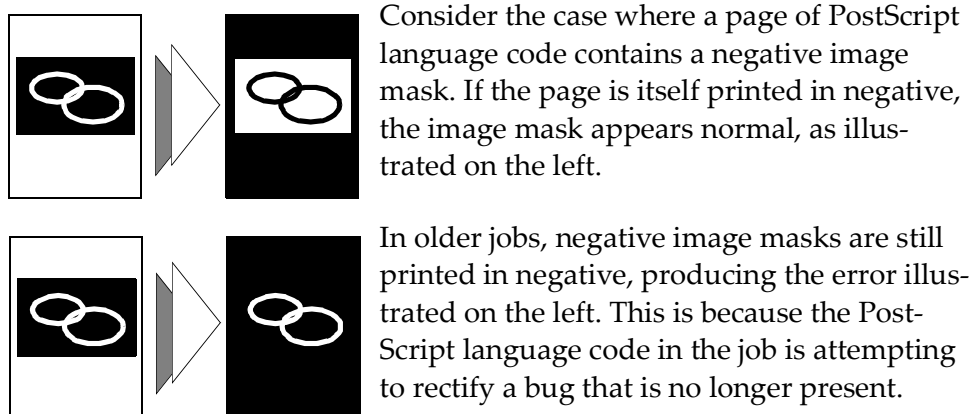 Consider the case where a page of PostScript
language code contains a negative image
mask. If the page is itself printed in negative,
the image mask appears normal, as illus-
trated on the left.
In older jobs, negative image masks are still
printed in negative, producing the error illus-
trated on the left. This is because the Post-
Script language code in the job is attempting
to rectify a bug that is no longer present.